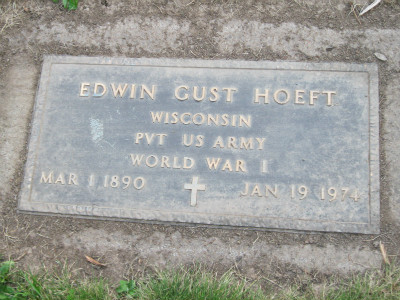 EDWIN GUST HOEFT
WISCONSIN
PVT US ARMY
WORLD WAR I
MAR 1 1890 JAN 19 1974